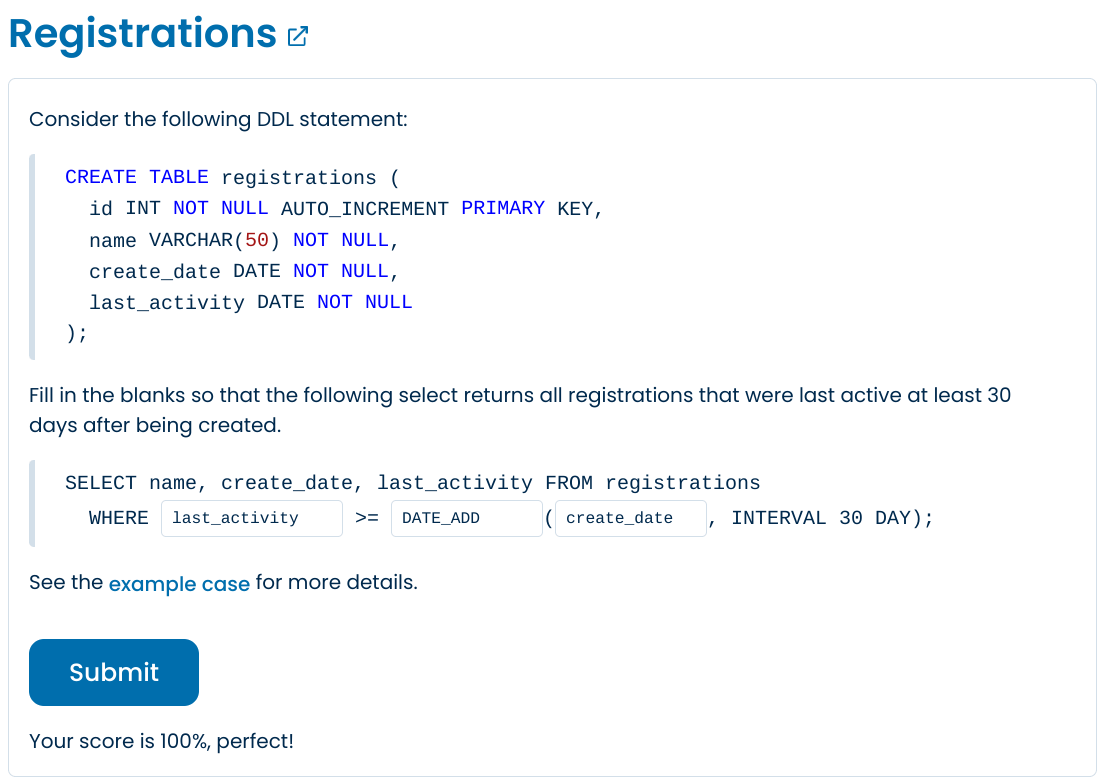 Registrations
Consider the following DDL statement:
CREATE TABLE registrations (
id INT NOT NULL AUTO_INCREMENT PRIMARY KEY,
name VARCHAR(50) NOT NULL,
create_date DATE NOT NULL,
last_activity DATE NOT NULL
);
Fill in the blanks so that the following select returns all registrations that were last active at least 30
days after being created.
SELECT name, create_date, last_activity FROM registrations
WHERE last_activity >= DATE_ADD (create_date , INTERVAL 30 DAY);
See the example case for more details.
Submit
Your score is 100%, perfect!